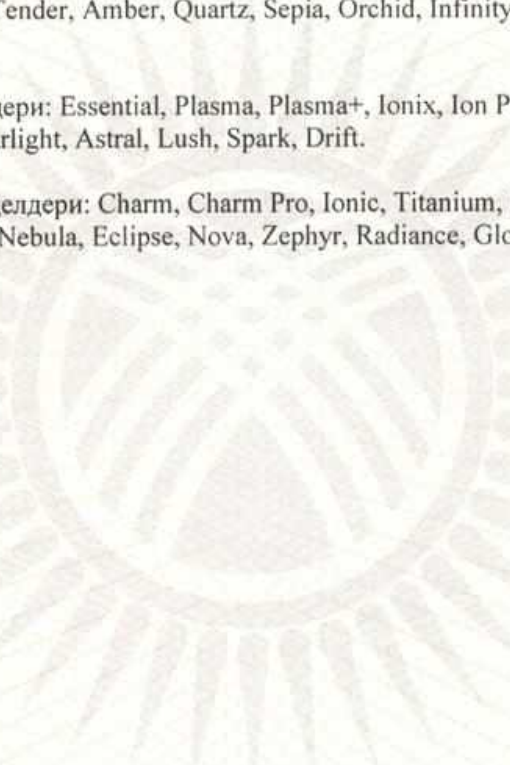 Tender, Amber, Quartz, Sepia, Orchid, Infinity
дери: Essential, Plasma, Plasma+, Ionix, Ion P
rlight, Astral, Lush, Spark, Drift.
елдери: Charm, Charm Pro, Ionic, Titanium,
Nebula, Eclipse, Nova, Zephyr, Radiance, Glo